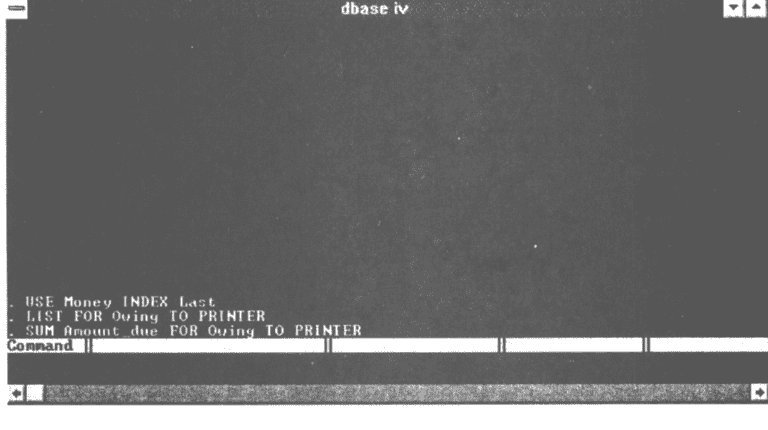 dbase iv
. USE Money INDEX Last
. LIST FOR Owing TO PRINTER
. SUM Amount_due FOR Owing TO PRINTER
Command